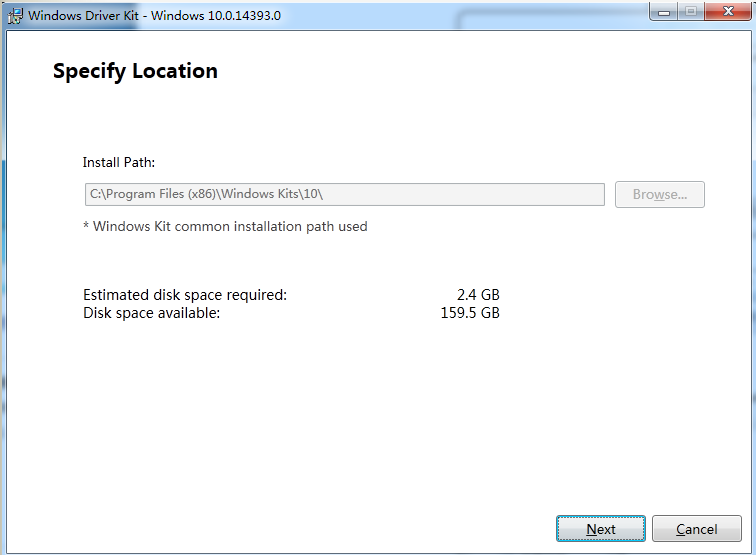 Windows Driver Kit - Windows 10.0.14393.0
Specify Location
Install Path:
C:\Program Files (x86)\Windows Kits\10\
Browse...
* Windows Kit common installation path used
Estimated disk space required: 2.4 GB
Disk space available: 159.5 GB
Next
Cancel